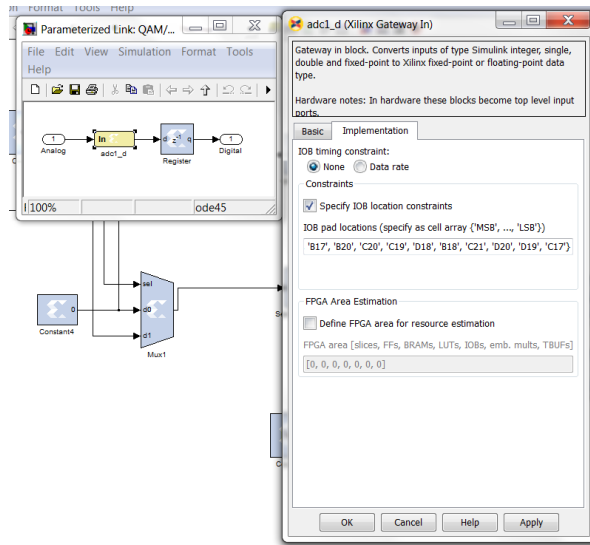 Format Tools Help
Parameterized Link: QAM/...
File Edit View Simulation Format Tools
Help
1
Analog
In
adc1_d
d z⁻¹ q
Register
1
Digital
100%
ode45
sel
d0
d1
Mux1
0
Constant4
adc1_d (Xilinx Gateway In)
Gateway in block. Converts inputs of type Simulink integer, single,
double and fixed-point to Xilinx fixed-point or floating-point data
type.
Hardware notes: In hardware these blocks become top level input
ports.
Basic
Implementation
IOB timing constraint:
None
Data rate
Constraints
Specify IOB location constraints
IOB pad locations (specify as cell array {'MSB', ..., 'LSB'})
'B17', 'B20', 'C20', 'C19', 'D18', 'B18', 'C21', 'D20', 'D19', 'C17'}
FPGA Area Estimation
Define FPGA area for resource estimation
FPGA area [slices, FFs, BRAMs, LUTs, IOBs, emb. mults, TBUFs]
[0, 0, 0, 0, 0, 0, 0]
OK
Cancel
Help
Apply